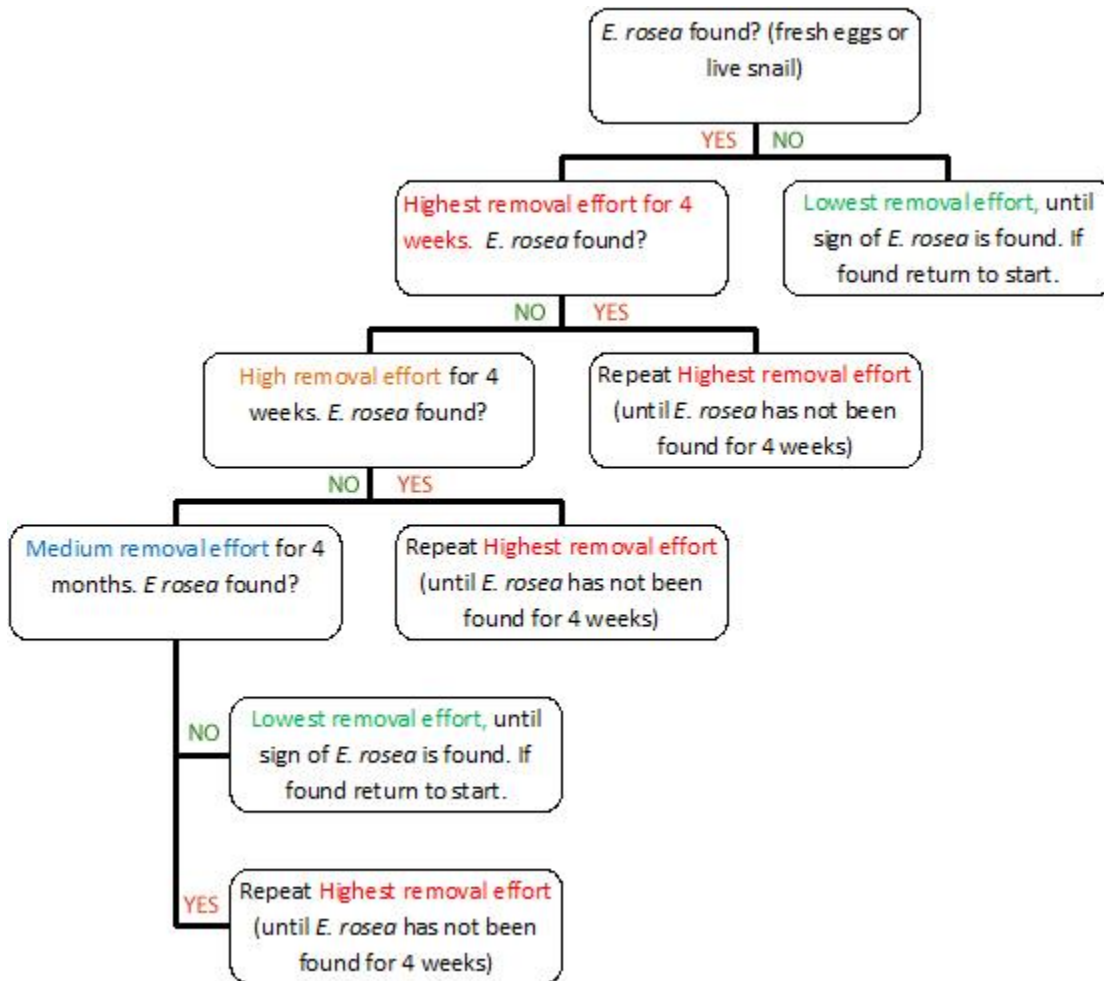 E. rosea found? (fresh eggs or
live snail)
YES NO
Highest removal effort for 4
weeks. E. rosea found?
Lowest removal effort, until
sign of E. rosea is found. If
found return to start.
NO YES
High removal effort for 4
weeks. E. rosea found?
Repeat Highest removal effort
(until E. rosea has not been
found for 4 weeks)
NO YES
Medium removal effort for 4
months. E rosea found?
Repeat Highest removal effort
(until E. rosea has not been
found for 4 weeks)
NO
Lowest removal effort, until
sign of E. rosea is found. If
found return to start.
YES
Repeat Highest removal effort
(until E. rosea has not been
found for 4 weeks)